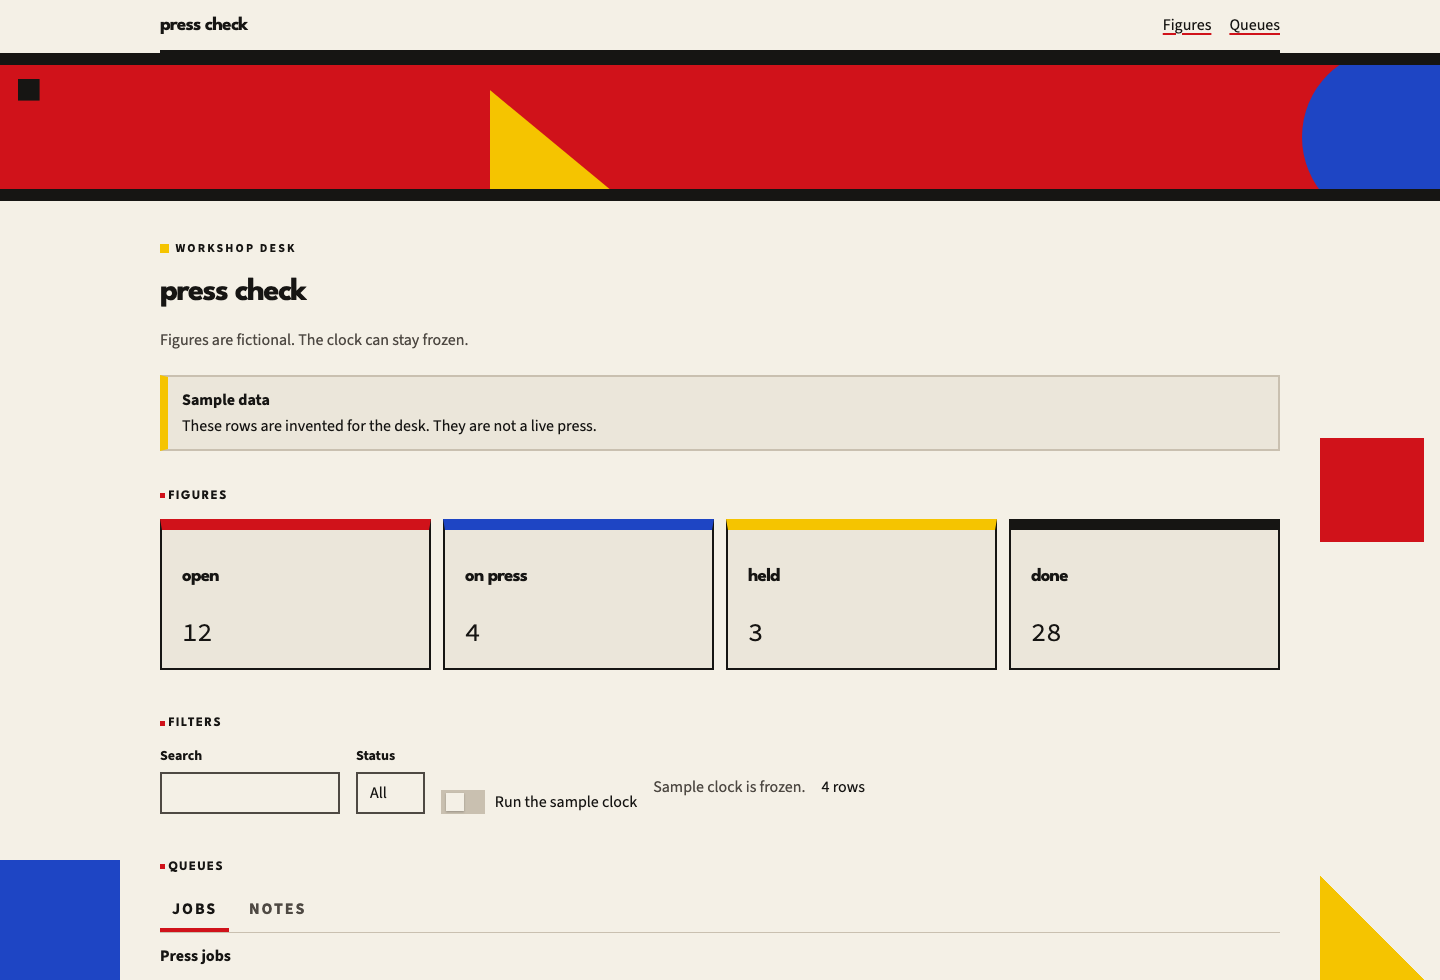 press check
Figures Queues
WORKSHOP DESK
press check
Figures are fictional. The clock can stay frozen.
Sample data
These rows are invented for the desk. They are not a live press.
FIGURES
open
12
on press
4
held
3
done
28
FILTERS
Search
Status
All
Run the sample clock
Sample clock is frozen.
4 rows
QUEUES
JOBS NOTES
Press jobs